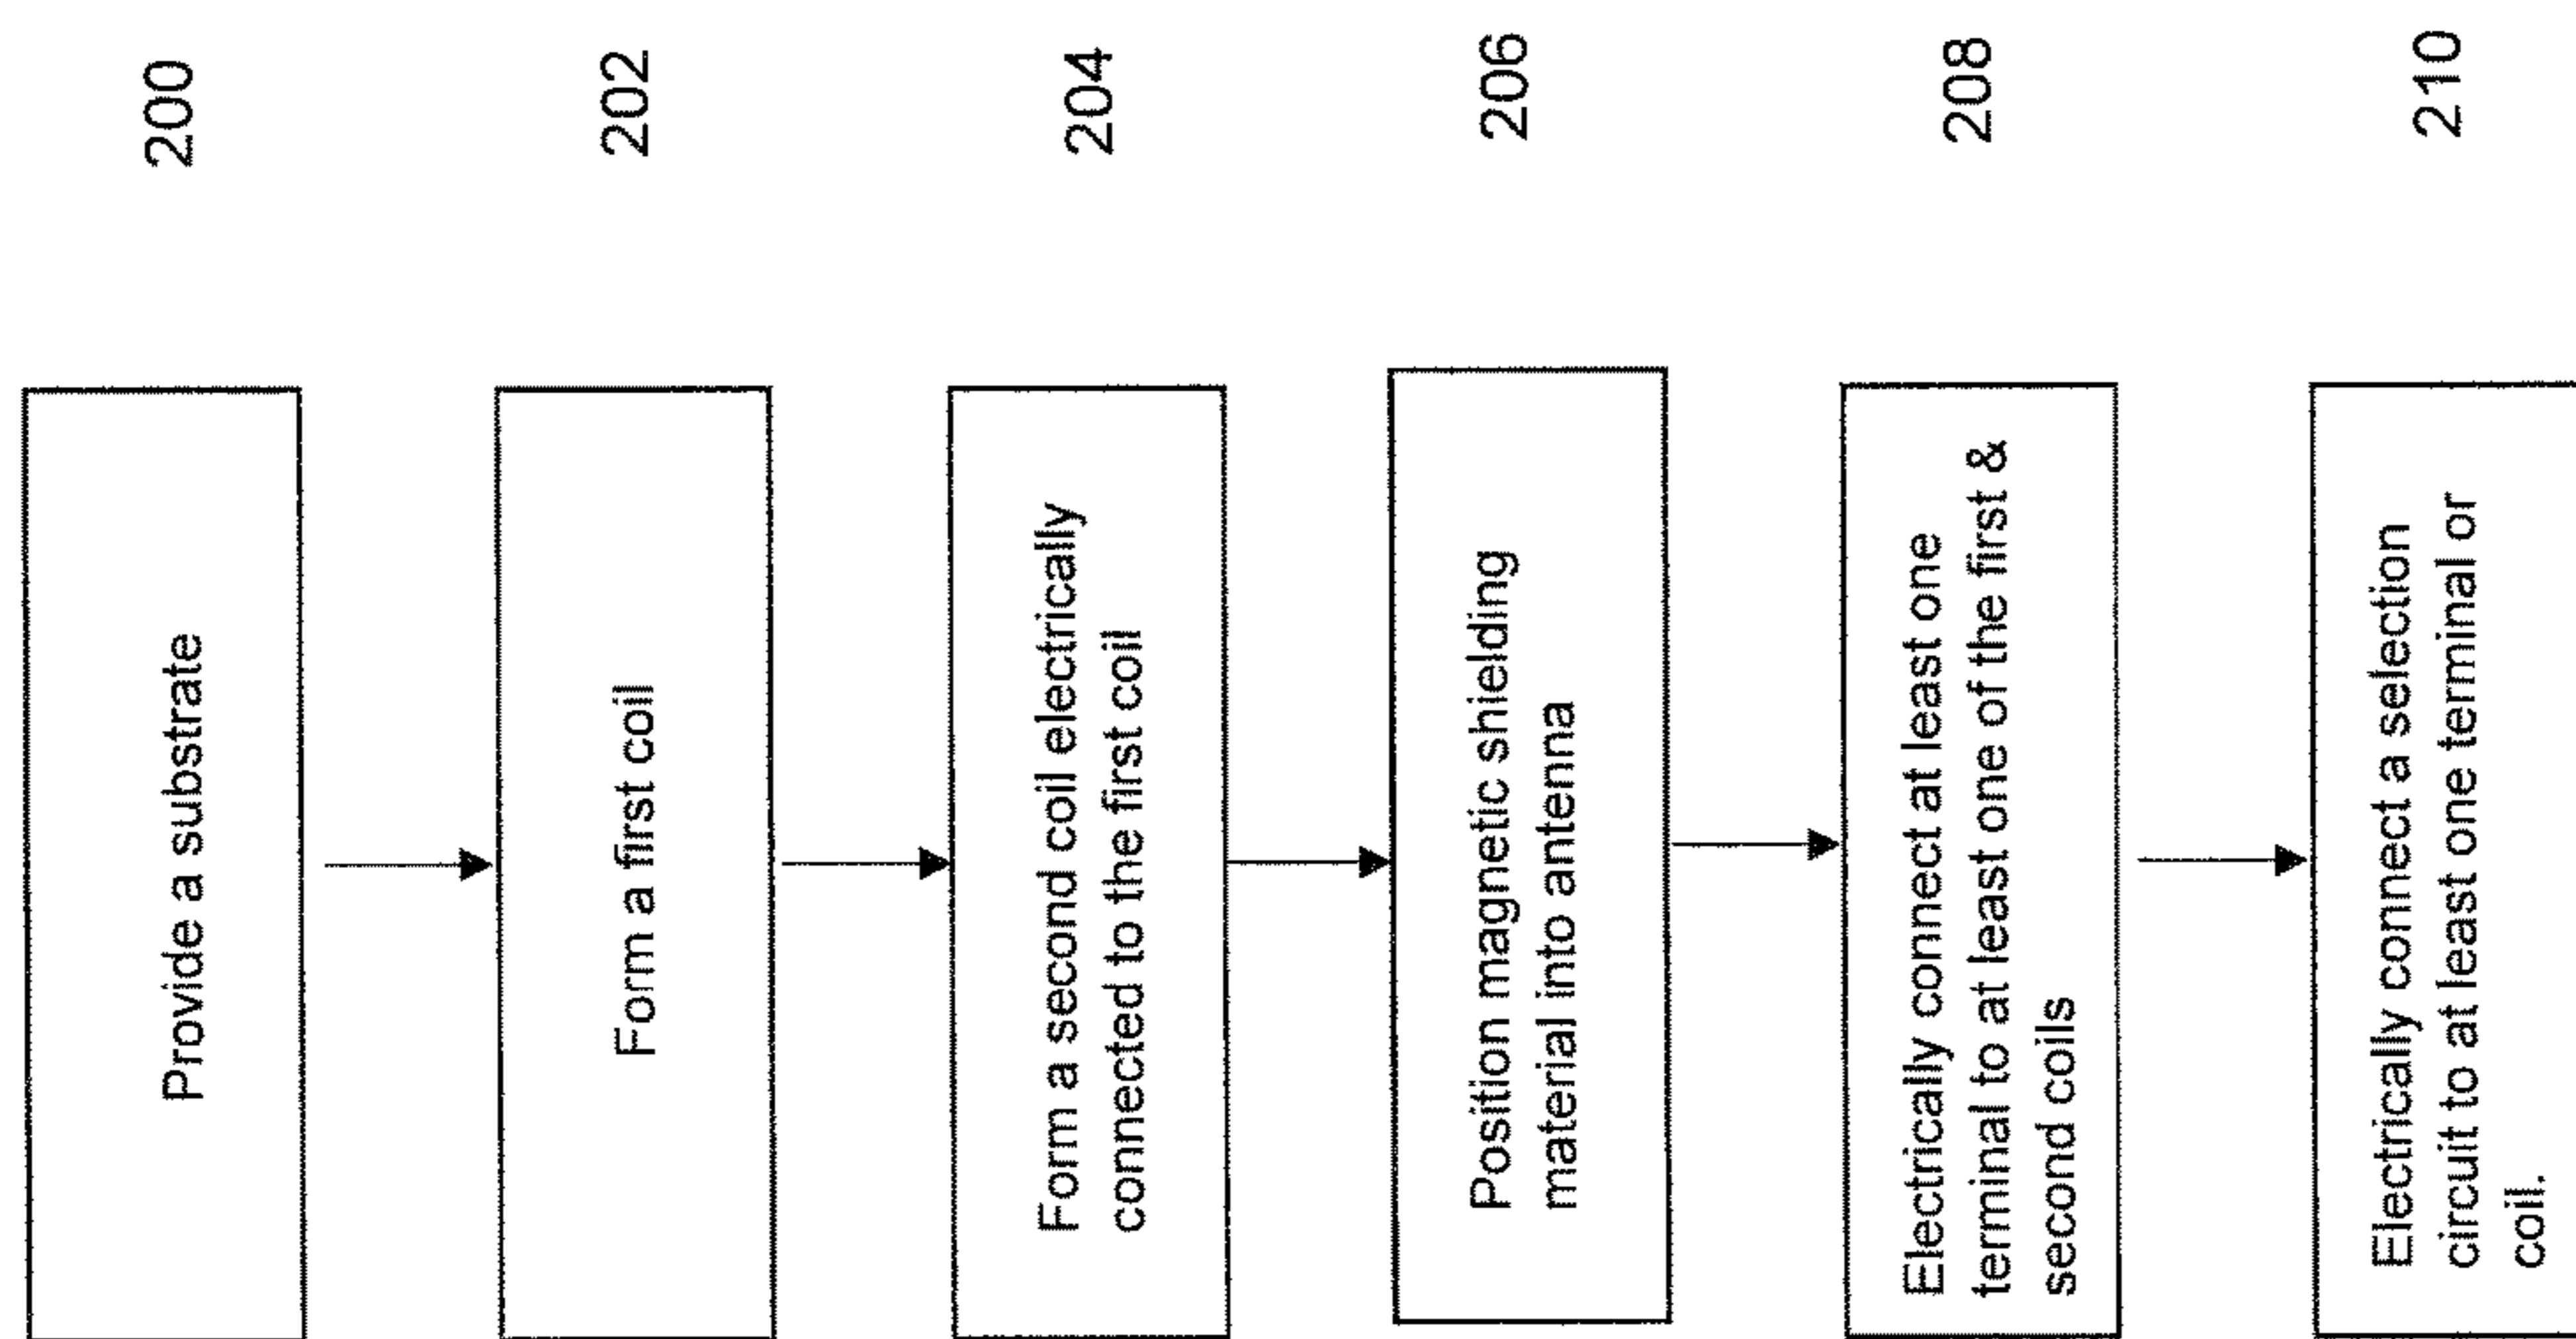 Provide a substrate
200
Form a first coil
202
Form a second coil electrically
connected to the first coil
204
Position magnetic shielding
material into antenna
206
Electrically connect at least one
terminal to at least one of the first &
second coils
208
Electrically connect a selection
circuit to at least one terminal or
coil.
210